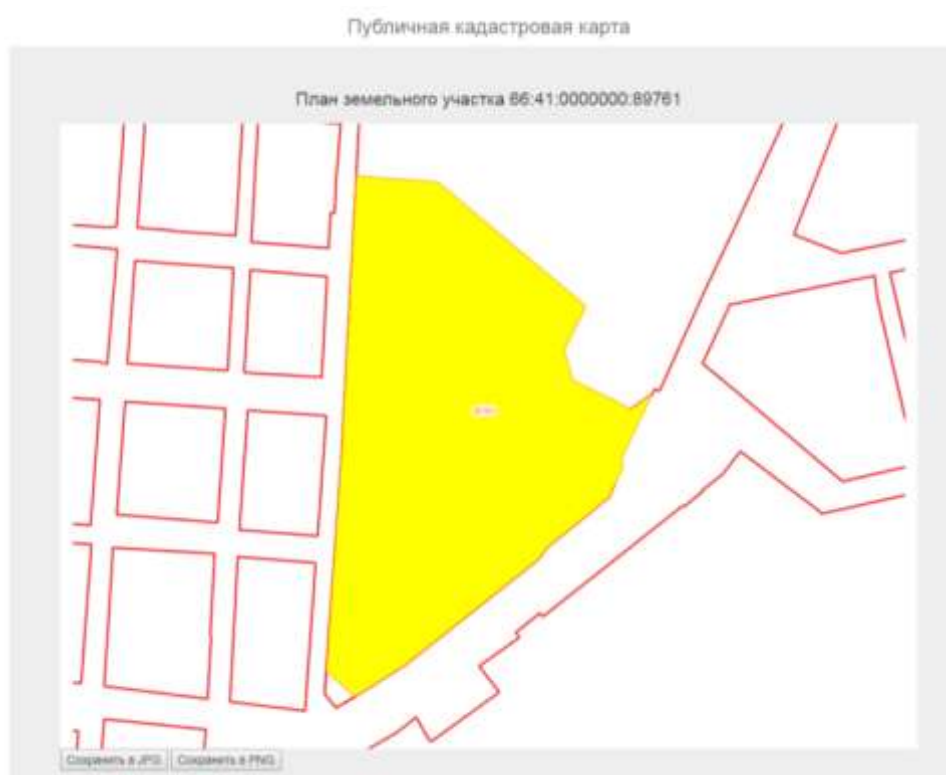 Публичная кадастровая карта
План земельного участка 66:41:0000000:89761
Сохранить в JPG Сохранить в PNG